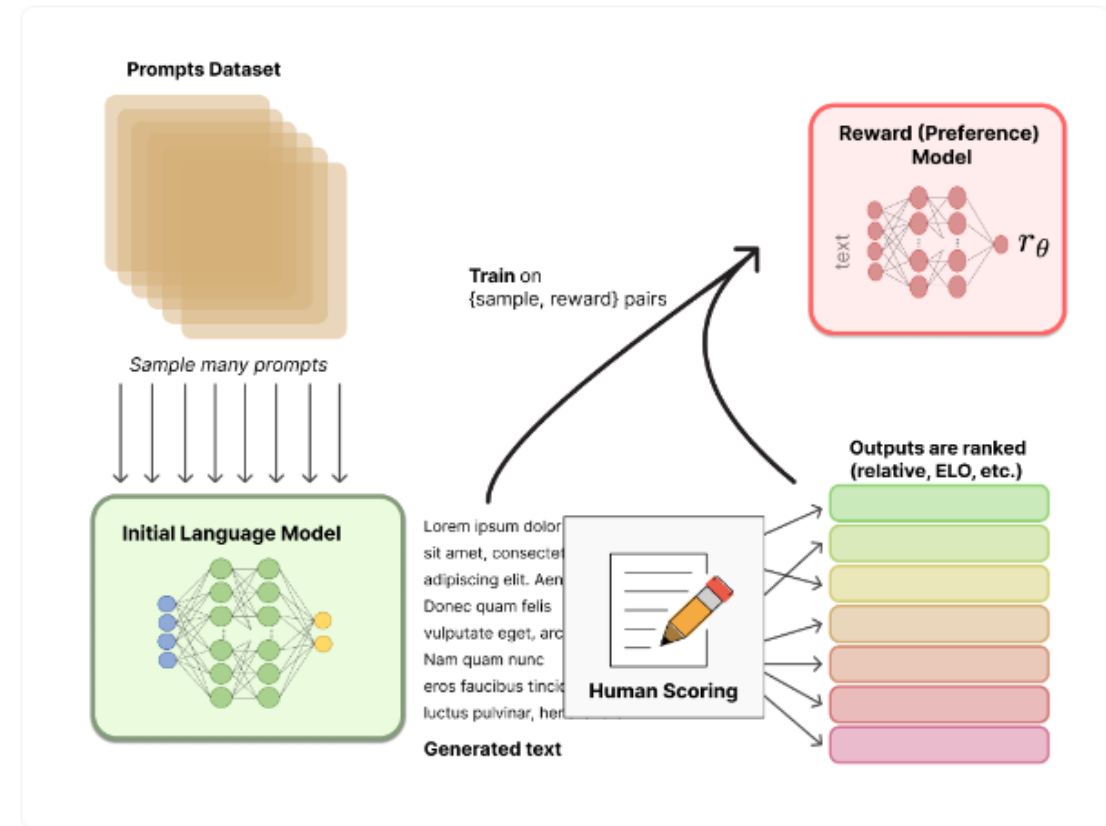 Prompts Dataset
Sample many prompts
Initial Language Model
Train on
{sample, reward} pairs
Reward (Preference)
Model
text
rθ
Lorem ipsum dolor
sit amet, consectet
adipiscing elit. Aen
Donec quam felis
vulputate eget, arc
Nam quam nunc
eros faucibus tincid
luctus pulvinar, hen
Generated text
Human Scoring
Outputs are ranked
(relative, ELO, etc.)